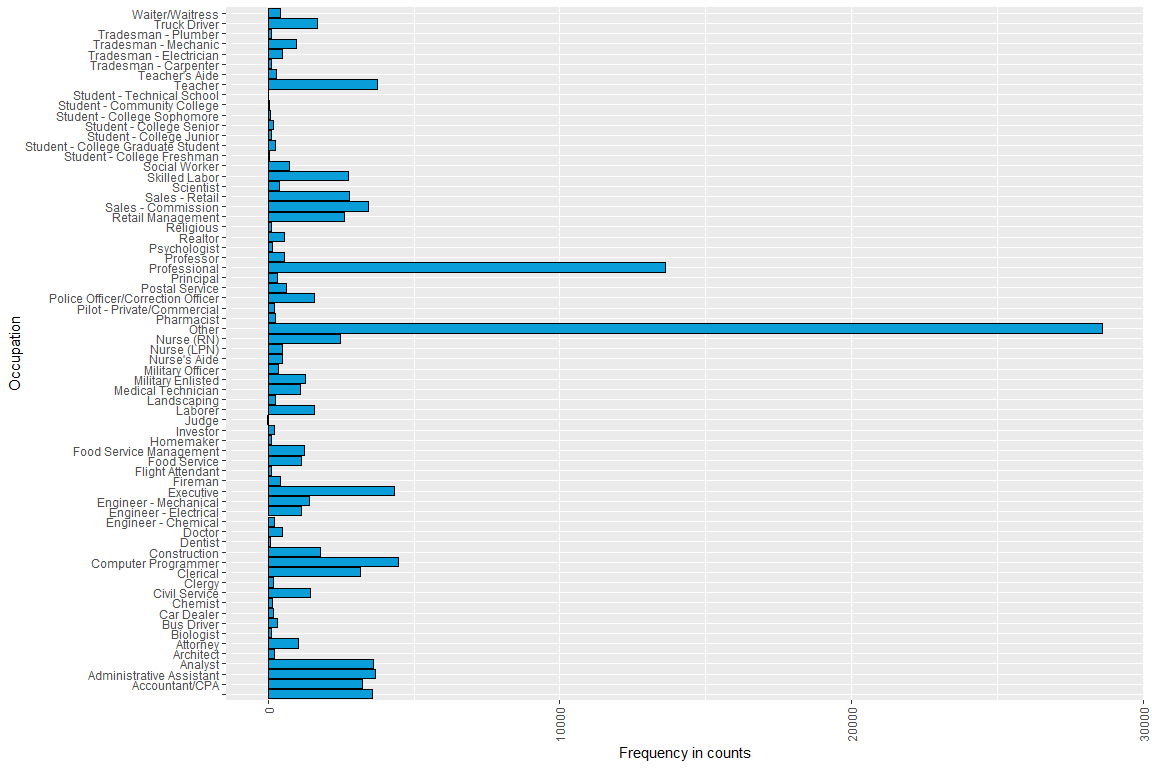 Waiter/Waitress
Truck Driver
Tradesman - Plumber
Tradesman - Mechanic
Tradesman - Electrician
Tradesman - Carpenter
Teacher's Aide
Teacher
Student - Technical School
Student - Community College
Student - College Sophomore
Student - College Senior
Student - College Junior
Student - College Graduate Student
Student - College Freshman
Social Worker
Skilled Labor
Scientist
Sales - Retail
Sales - Commission
Retail Management
Religious
Realtor
Psychologist
Professor
Professional
Principal
Postal Service
Police Officer/Correction Officer
Pilot - Private/Commercial
Pharmacist
Other
Nurse (RN)
Nurse (LPN)
Nurse's Aide
Military Officer
Military Enlisted
Medical Technician
Landscaping
Laborer
Judge
Investor
Homemaker
Food Service Management
Food Service
Flight Attendant
Fireman
Executive
Engineer - Mechanical
Engineer - Electrical
Engineer - Chemical
Doctor
Dentist
Construction
Computer Programmer
Clerical
Clergy
Civil Service
Chemist
Car Dealer
Bus Driver
Biologist
Attorney
Architect
Analyst
Administrative Assistant
Accountant/CPA
Occupation
0
10000
20000
30000
Frequency in counts